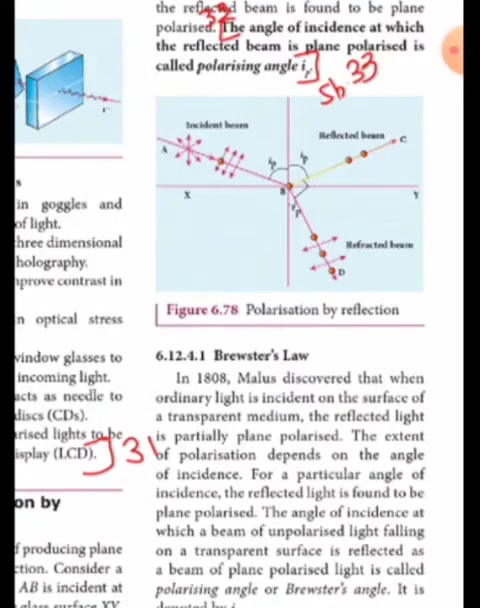 the reflected beam is found to be plane
polarised. The angle of incidence at which
the reflected beam is plane polarised is
called polarising angle ip.
32
Sb 33
Incident beam
Reflected beam
A
C
ip
ip
X
B
Y
rp
Refracted beam
D
Figure 6.78 Polarisation by reflection
6.12.4.1 Brewster's Law
In 1808, Malus discovered that when
ordinary light is incident on the surface of
a transparent medium, the reflected light
is partially plane polarised. The extent
of polarisation depends on the angle
of incidence. For a particular angle of
incidence, the reflected light is found to be
plane polarised. The angle of incidence at
which a beam of unpolarised light falling
on a transparent surface is reflected as
a beam of plane polarised light is called
polarising angle or Brewster's angle. It is
s
in goggles and
of light.
three dimensional
holography.
prove contrast in
n optical stress
window glasses to
incoming light.
acts as needle to
discs (CDs).
arised lights to be
isplay (LCD).
31
on by
f producing plane
ction. Consider a
AB is incident at